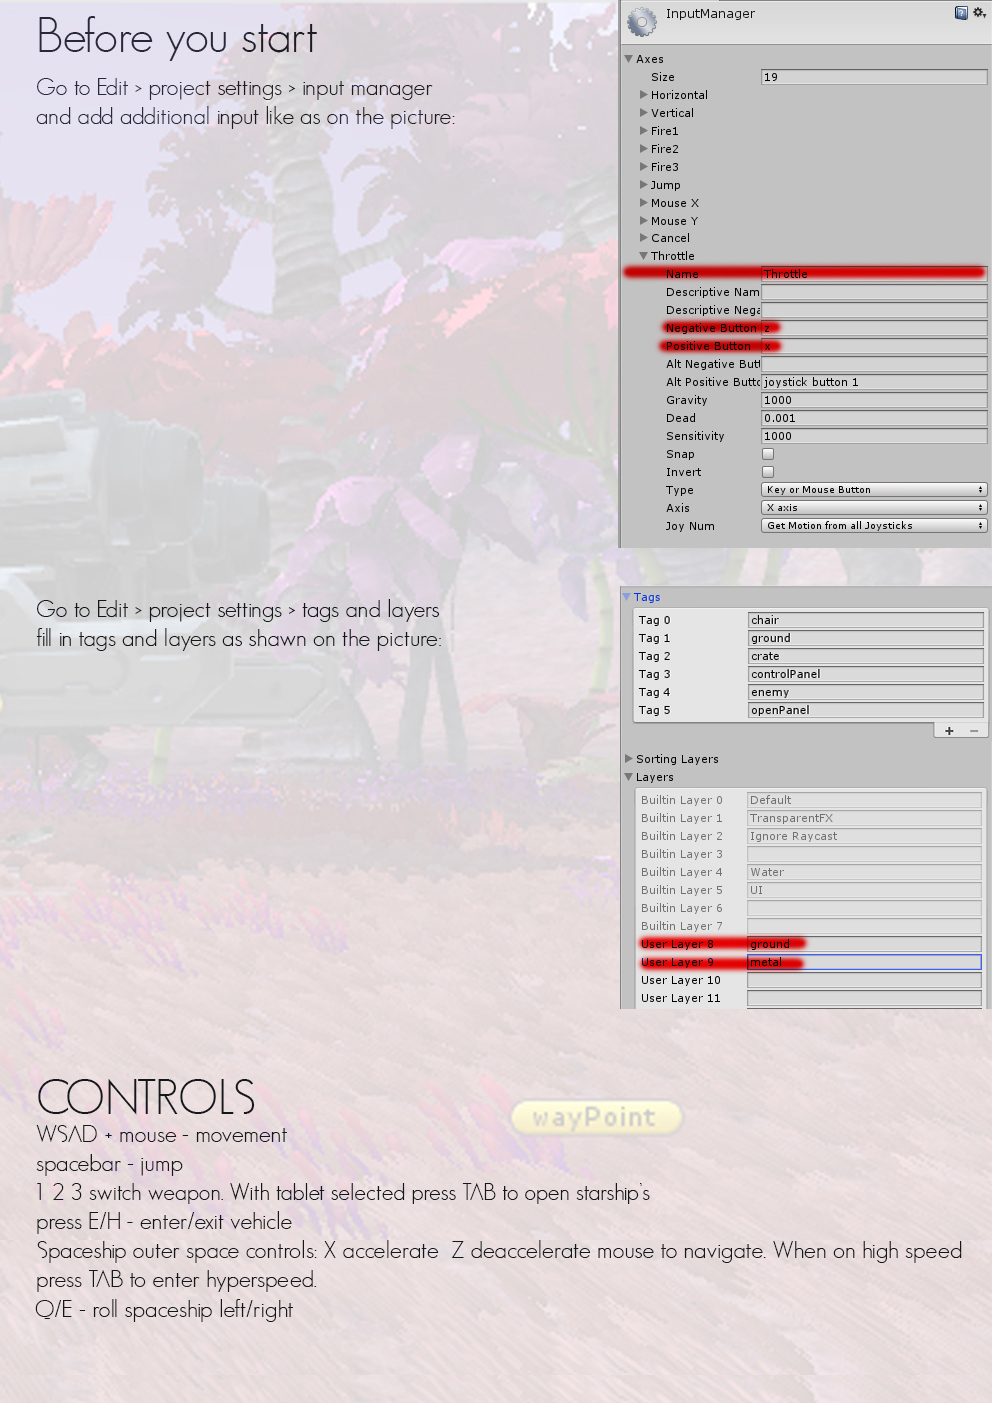 Before you start
Go to Edit > project settings > input manager
and add additional input like as on the picture:
InputManager
Axes
Size 19
Horizontal
Vertical
Fire1
Fire2
Fire3
Jump
Mouse X
Mouse Y
Cancel
Throttle
Name Throttle
Descriptive Nam
Descriptive Nega
Negative Button z
Positive Button x
Alt Negative Butt
Alt Positive Butto joystick button 1
Gravity 1000
Dead 0.001
Sensitivity 1000
Snap
Invert
Type Key or Mouse Button
Axis X axis
Joy Num Get Motion from all Joysticks
Go to Edit > project settings > tags and layers
fill in tags and layers as shown on the picture:
Tags
Tag 0 chair
Tag 1 ground
Tag 2 crate
Tag 3 controlPanel
Tag 4 enemy
Tag 5 openPanel
+ −
Sorting Layers
Layers
Builtin Layer 0 Default
Builtin Layer 1 TransparentFX
Builtin Layer 2 Ignore Raycast
Builtin Layer 3
Builtin Layer 4 Water
Builtin Layer 5 UI
Builtin Layer 6
Builtin Layer 7
User Layer 8 ground
User Layer 9 metal
User Layer 10
User Layer 11
CONTROLS
wayPoint
WSAD + mouse - movement
spacebar - jump
1 2 3 switch weapon. With tablet selected press TAB to open starship's
press E/H - enter/exit vehicle
Spaceship outer space controls: X accelerate Z deaccelerate mouse to navigate. When on high speed
press TAB to enter hyperspeed.
Q/E - roll spaceship left/right